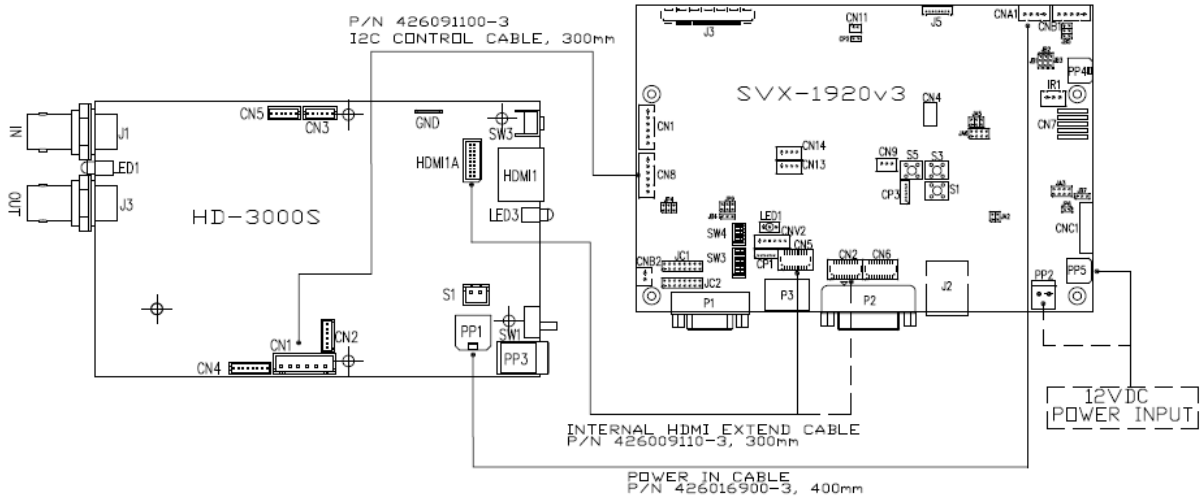 P/N 426091100-3
I2C CONTROL CABLE, 300mm
IN
J1
LED1
OUT
J3
CN5
CN3
GND
SW3
HDMI1A
HDMI1
LED3
HD-3000S
S1
PP1
SW1
PP3
CN2
CN1
CN4
J3
CN11
CP9
J5
CNA1
CNB1
PP4
IR1
CN7
SVX-1920v3
CN4
CN1
CN8
CN14
CN13
CN9
S5
S3
CP3
S1
CNC1
LED1
SW4
CNV2
SW3
CP1
CN5
CN2
CN6
CNB2
JC1
JC2
P1
P3
P2
J2
PP2
PP5
12VDC
POWER INPUT
INTERNAL HDMI EXTEND CABLE
P/N 426009110-3, 300mm
POWER IN CABLE
P/N 426016900-3, 400mm